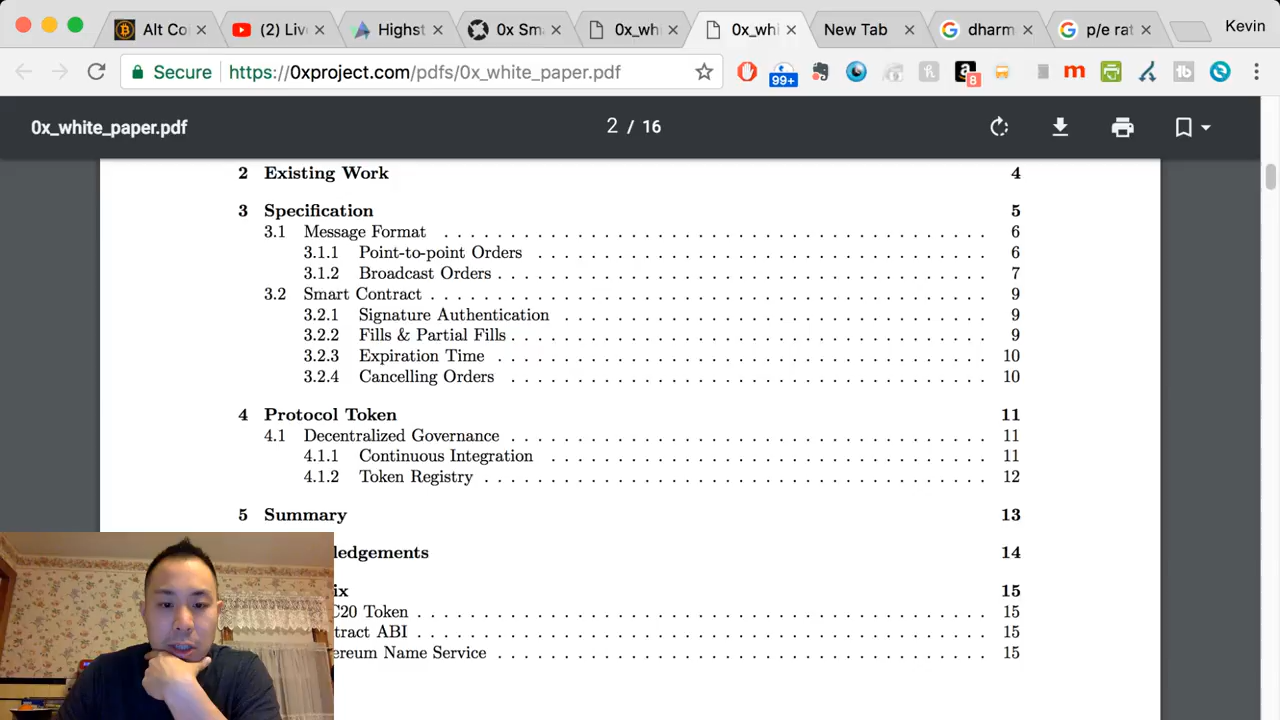 Alt Co
(2) Liv
Highst
0x Sm
0x_wh
0x_whi
New Tab
dharm
p/e rat
Kevin
Secure
https://0xproject.com/pdfs/0x_white_paper.pdf
99+
a
8
m
tb
0x_white_paper.pdf
2 / 16
2 Existing Work 4
3 Specification 5
3.1 Message Format . . . . . . . . . . . . . . . . . . . . . . . . . . . . . 6
3.1.1 Point-to-point Orders . . . . . . . . . . . . . . . . . . . . . . 6
3.1.2 Broadcast Orders . . . . . . . . . . . . . . . . . . . . . . . . 7
3.2 Smart Contract . . . . . . . . . . . . . . . . . . . . . . . . . . . . . 9
3.2.1 Signature Authentication . . . . . . . . . . . . . . . . . . . . 9
3.2.2 Fills & Partial Fills . . . . . . . . . . . . . . . . . . . . . . . . 9
3.2.3 Expiration Time . . . . . . . . . . . . . . . . . . . . . . . . 10
3.2.4 Cancelling Orders . . . . . . . . . . . . . . . . . . . . . . . 10
4 Protocol Token 11
4.1 Decentralized Governance . . . . . . . . . . . . . . . . . . . . . . . 11
4.1.1 Continuous Integration . . . . . . . . . . . . . . . . . . . . . 11
4.1.2 Token Registry . . . . . . . . . . . . . . . . . . . . . . . . . 12
5 Summary 13
ledgements 14
ix 15
C20 Token . . . . . . . . . . . . . . . . . . . . . . . . . . . . . . 15
tract ABI . . . . . . . . . . . . . . . . . . . . . . . . . . . . . . 15
ereum Name Service . . . . . . . . . . . . . . . . . . . . . . . . 15